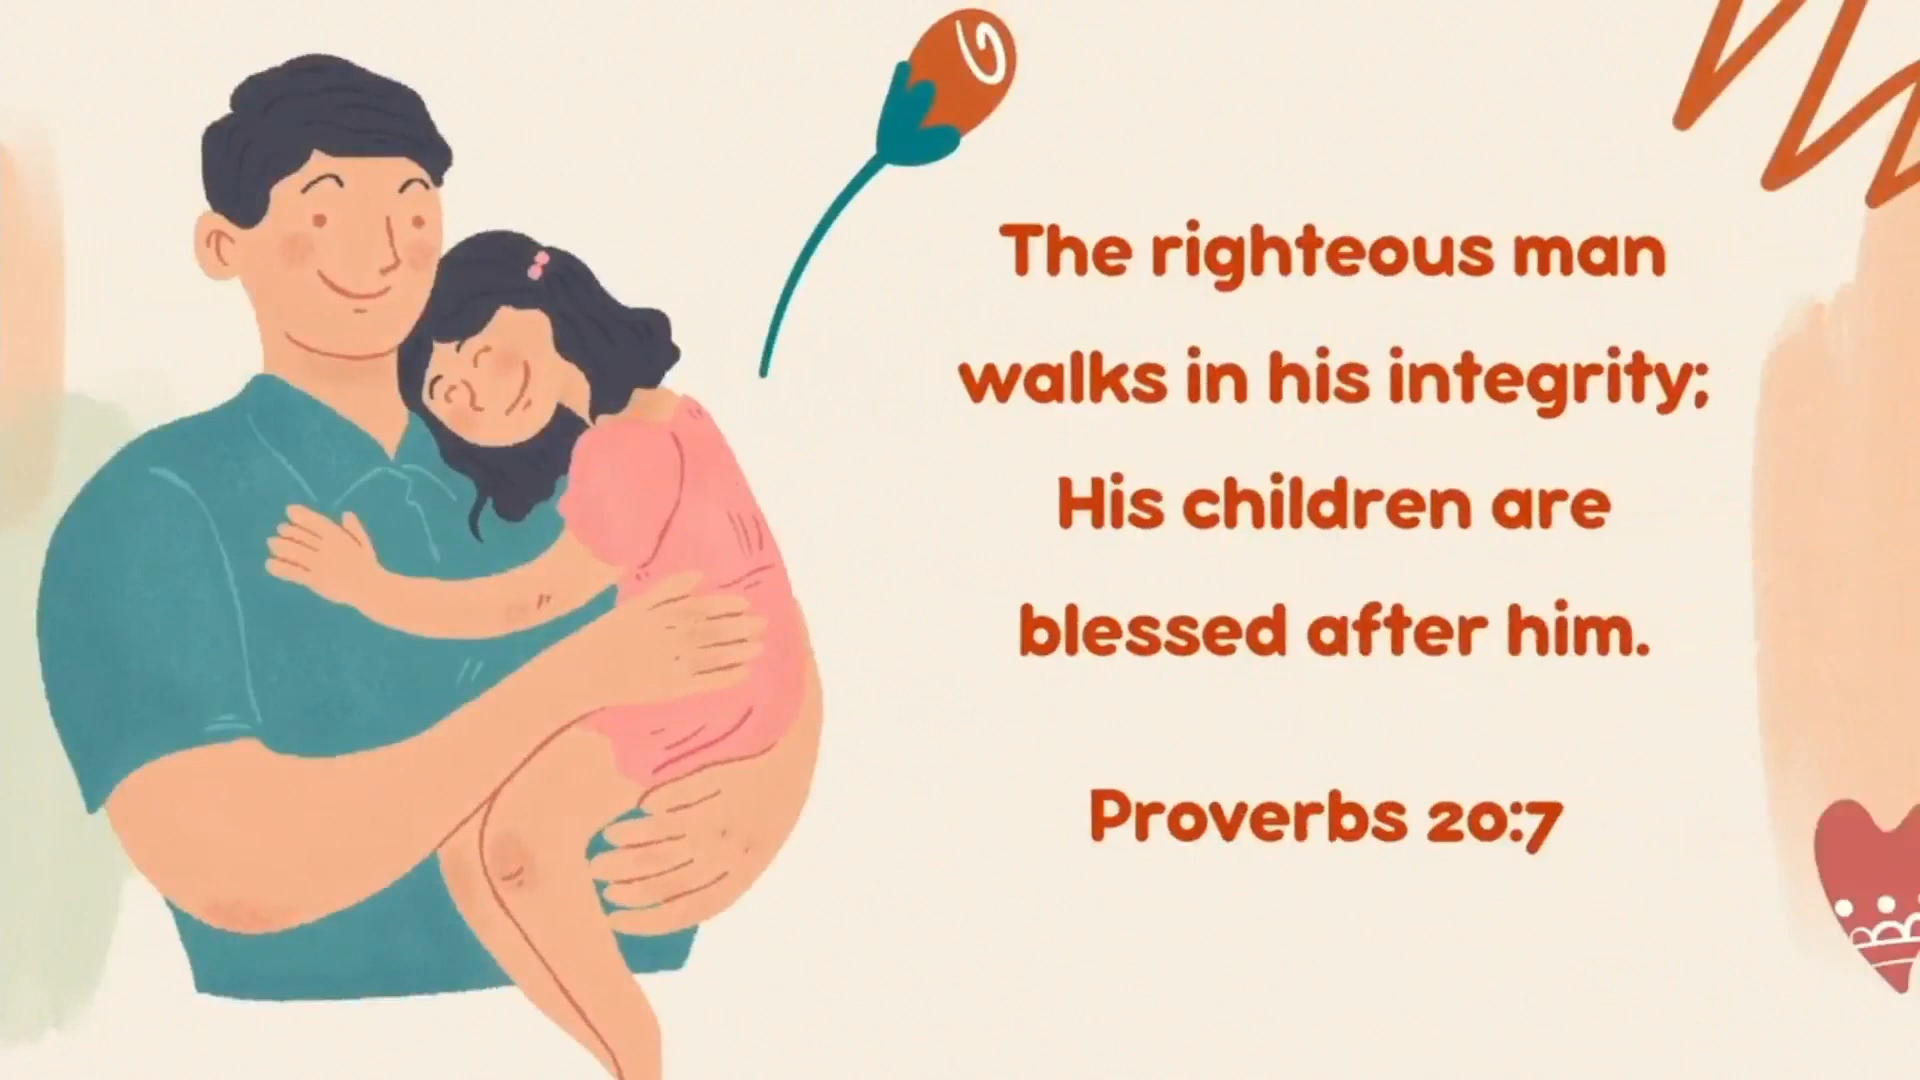 The righteous man
walks in his integrity;
His children are
blessed after him.
Proverbs 20:7